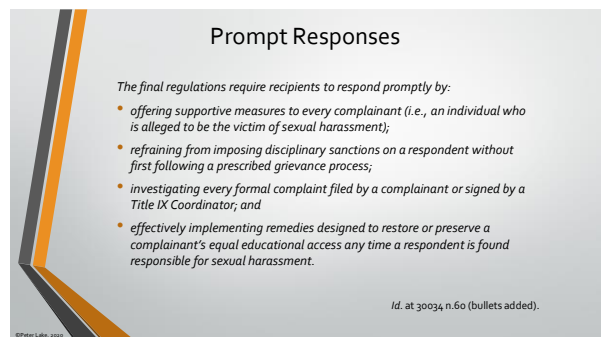 Prompt Responses
The final regulations require recipients to respond promptly by:
• offering supportive measures to every complainant (i.e., an individual who
is alleged to be the victim of sexual harassment);
• refraining from imposing disciplinary sanctions on a respondent without
first following a prescribed grievance process;
• investigating every formal complaint filed by a complainant or signed by a
Title IX Coordinator; and
• effectively implementing remedies designed to restore or preserve a
complainant's equal educational access any time a respondent is found
responsible for sexual harassment.
Id. at 30034 n.60 (bullets added).
©Peter Lake, 2020